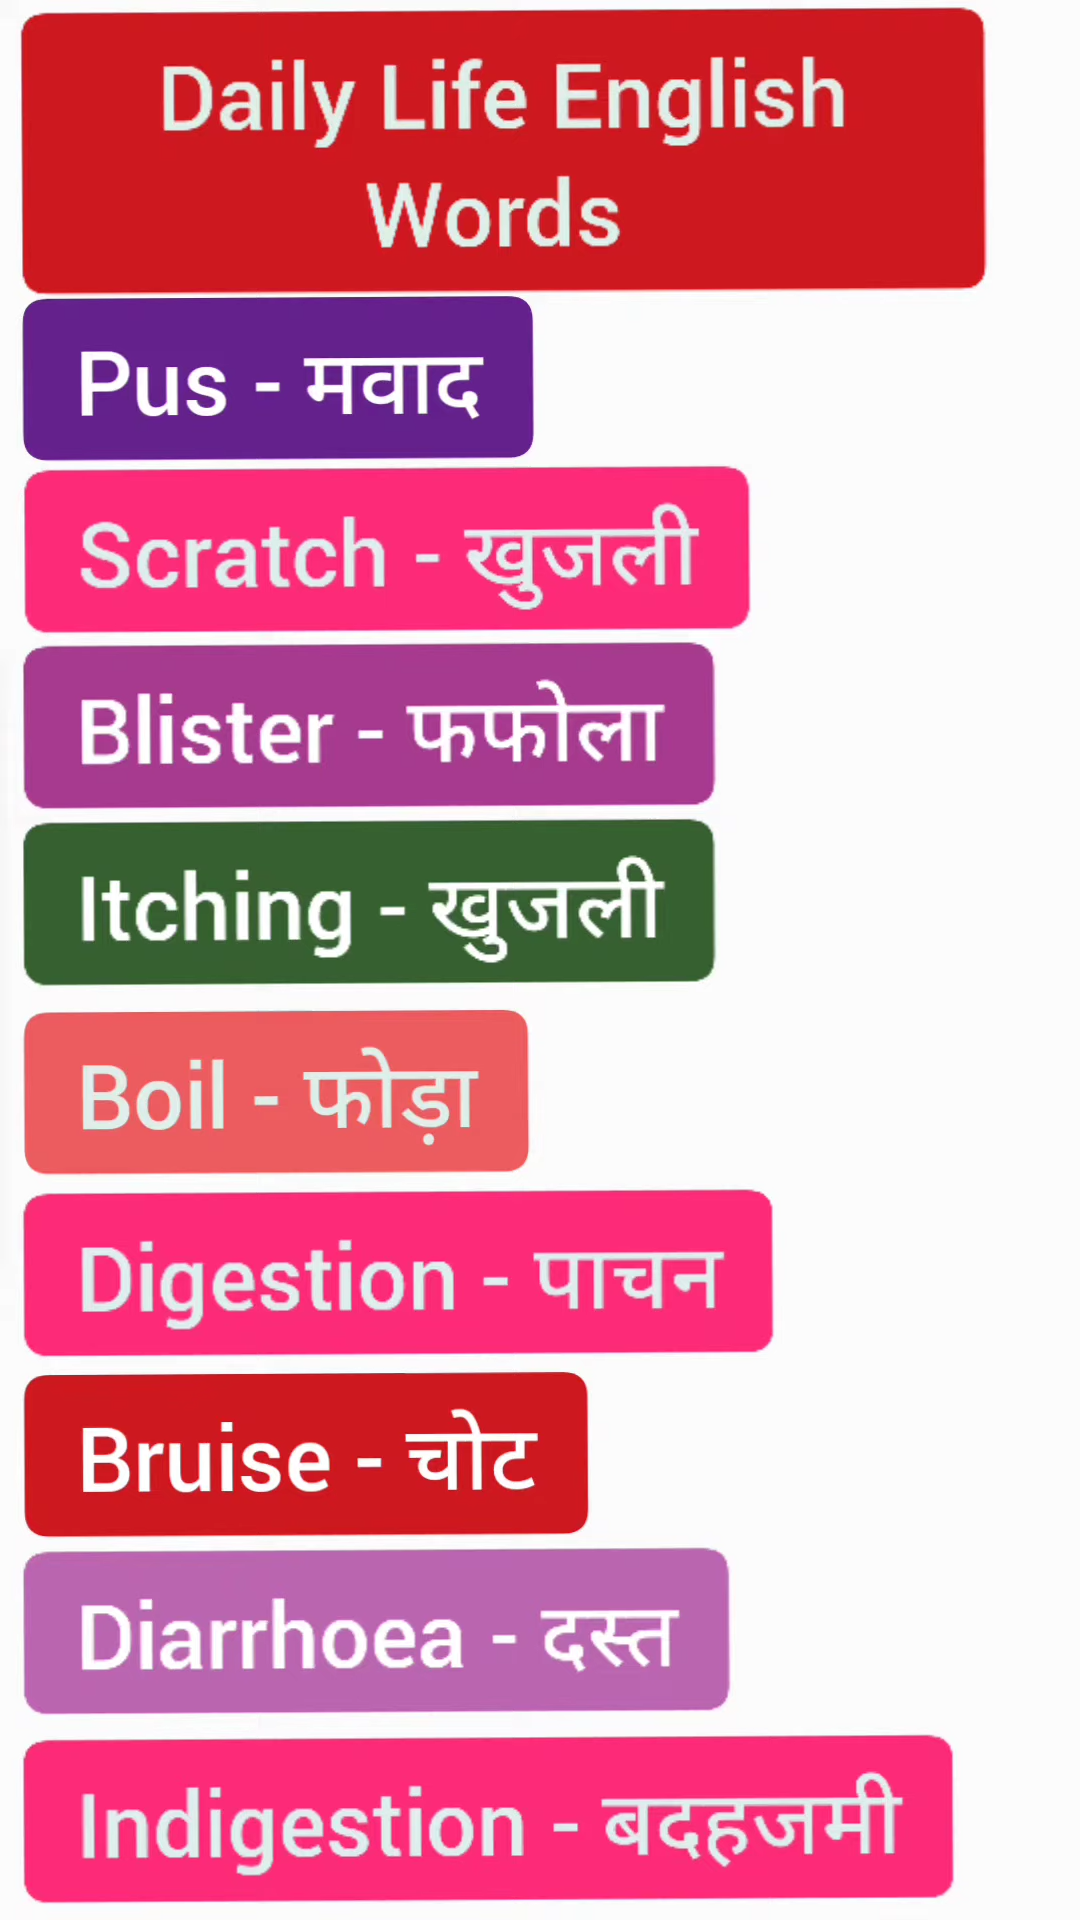 Daily Life English
Words
Pus - मवाद
Scratch - खुजली
Blister - फफोला
Itching - खुजली
Boil - फोड़ा
Digestion - पाचन
Bruise - चोट
Diarrhoea - दस्त
Indigestion - बदहजमी